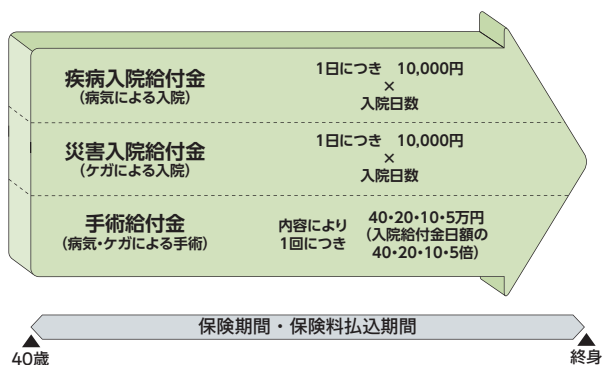 疾病入院給付金
(病気による入院)
1日につき 10,000円
×
入院日数
災害入院給付金
(ケガによる入院)
1日につき 10,000円
×
入院日数
手術給付金
(病気・ケガによる手術)
内容により
1回につき
40・20・10・5万円
(入院給付金日額の
40・20・10・5倍)
保険期間・保険料払込期間
40歳
終身